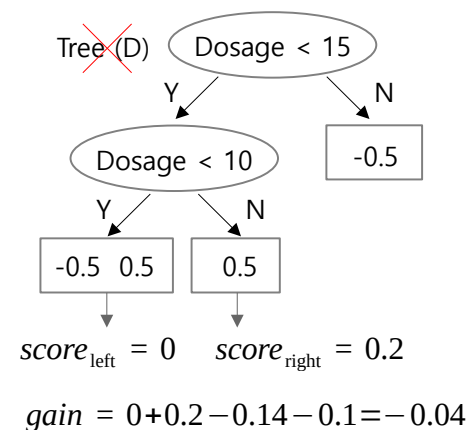 Tree (D)
Dosage < 15
Y
N
Dosage < 10
-0.5
Y
N
-0.5 0.5
0.5
score_left = 0
score_right = 0.2
gain = 0+0.2−0.14−0.1=−0.04